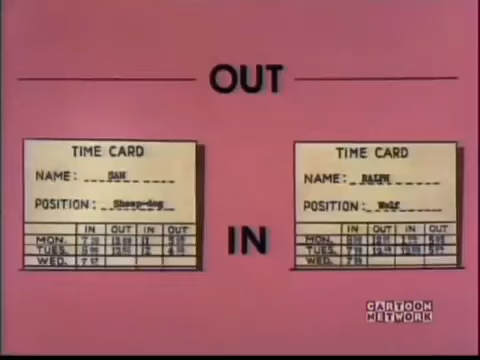 OUT
TIME CARD
NAME: SAM
POSITION: Sheep-dog
IN OUT IN OUT
MON.
TUES.
WED.
IN
TIME CARD
NAME: RALPH
POSITION: Wolf
IN OUT IN OUT
MON.
TUES.
WED.
CARTOON
NETWORK